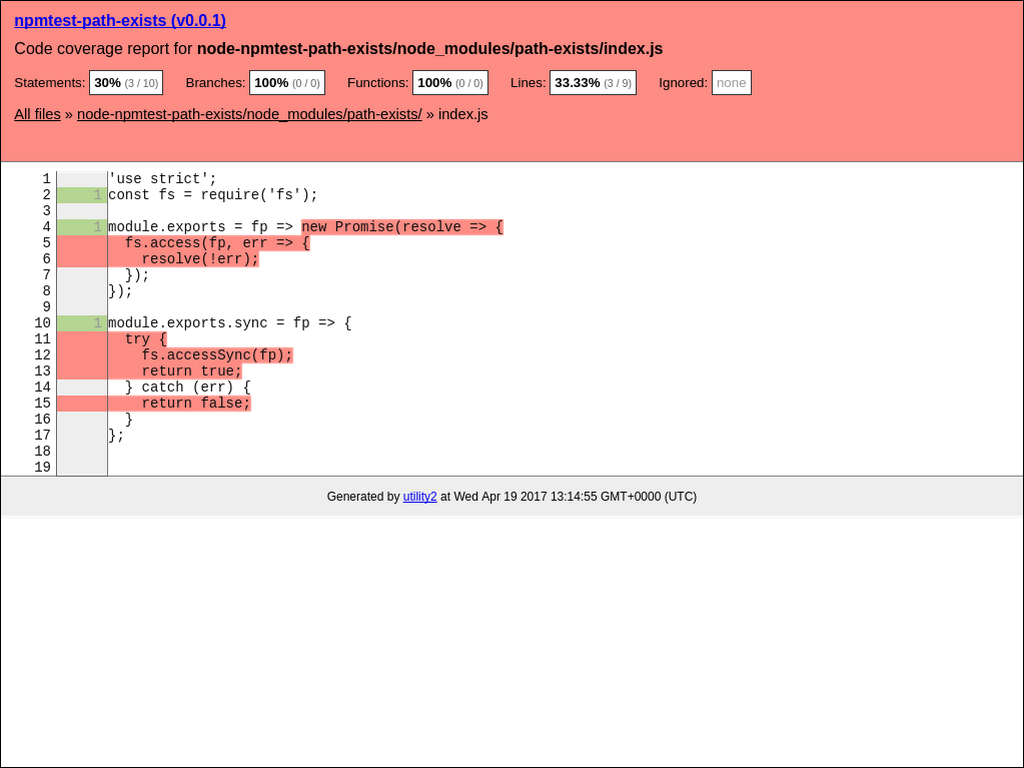 npmtest-path-exists (v0.0.1)
Code coverage report for node-npmtest-path-exists/node_modules/path-exists/index.js
Statements: 30% (3 / 10) Branches: 100% (0 / 0) Functions: 100% (0 / 0) Lines: 33.33% (3 / 9) Ignored: none
All files » node-npmtest-path-exists/node_modules/path-exists/ » index.js
1 'use strict';
2 1 const fs = require('fs');
3
4 1 module.exports = fp => new Promise(resolve => {
5   fs.access(fp, err => {
6     resolve(!err);
7   });
8 });
9
10 1 module.exports.sync = fp => {
11   try {
12     fs.accessSync(fp);
13     return true;
14   } catch (err) {
15     return false;
16   }
17 };
18
19
Generated by utility2 at Wed Apr 19 2017 13:14:55 GMT+0000 (UTC)